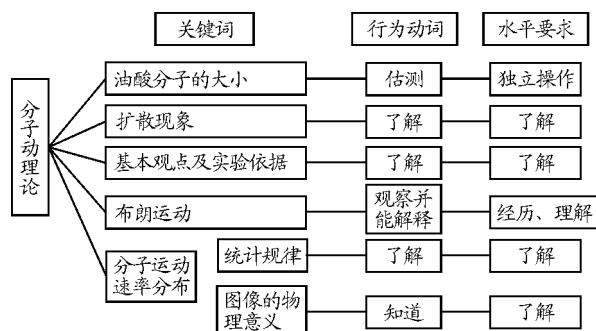 关键词 行为动词 水平要求
分子动理论
油酸分子的大小 估测 独立操作
扩散现象 了解 了解
基本观点及实验依据 了解 了解
布朗运动 观察并能解释 经历、理解
分子运动
速率分布
统计规律 了解 了解
图像的物
理意义 知道 了解